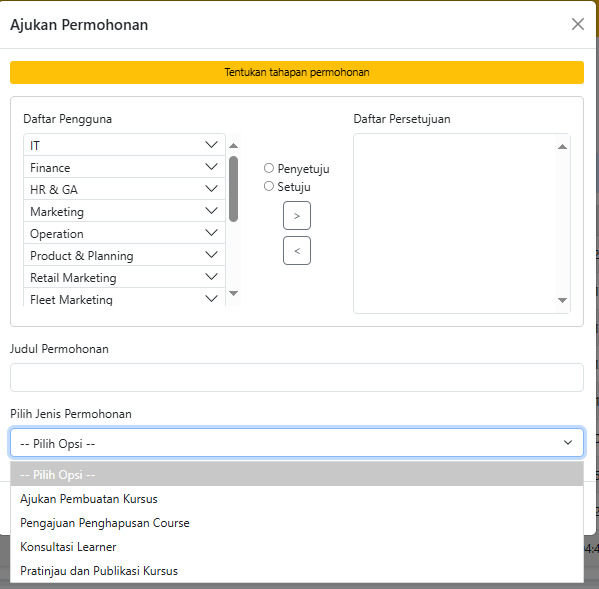 Ajukan Permohonan
Tentukan tahapan permohonan
Daftar Pengguna
Daftar Persetujuan
IT
Finance
HR & GA
Marketing
Operation
Product & Planning
Retail Marketing
Fleet Marketing
Penyetuju
Setuju
>
<
Judul Permohonan
Pilih Jenis Permohonan
-- Pilih Opsi --
-- Pilih Opsi --
Ajukan Pembuatan Kursus
Pengajuan Penghapusan Course
Konsultasi Learner
Pratinjau dan Publikasi Kursus